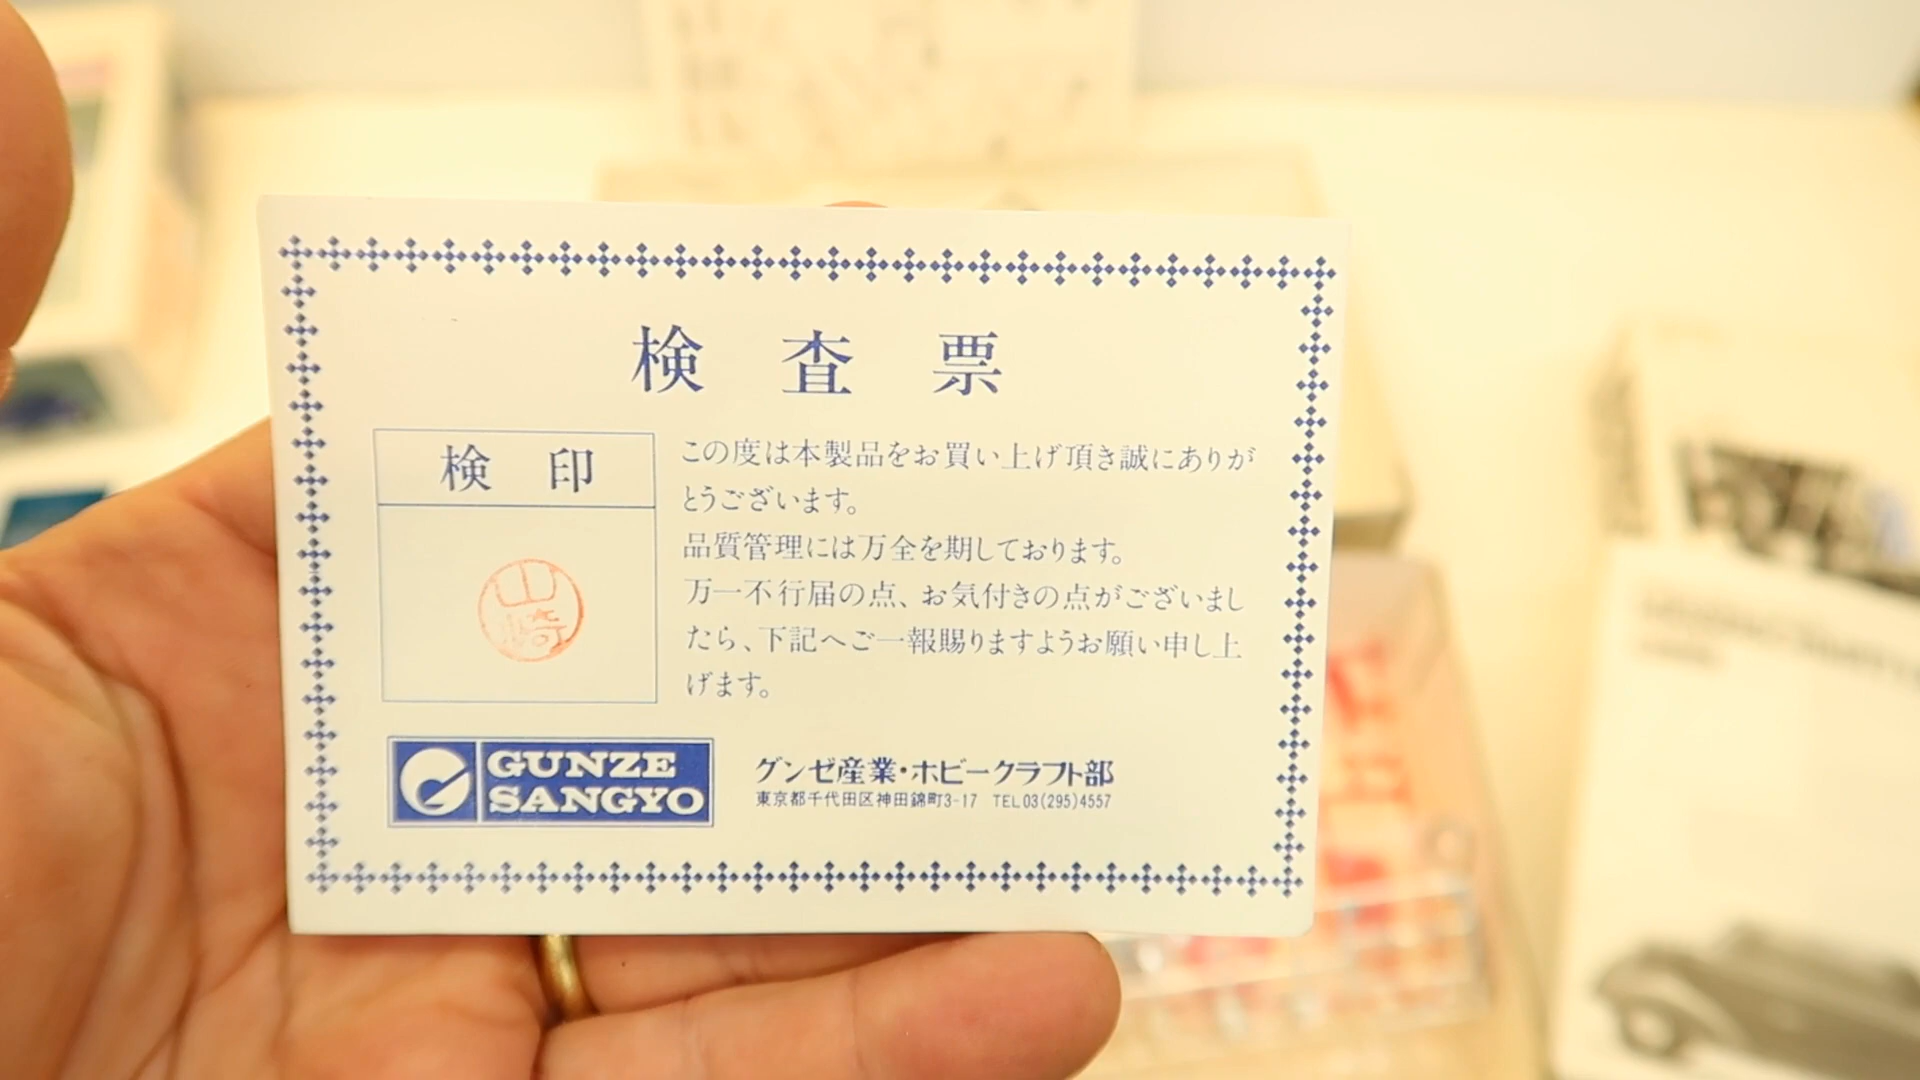 検査票
検印
山崎
この度は本製品をお買い上げ頂き誠にありが
とうございます。
品質管理には万全を期しております。
万一不行届の点、お気付きの点がございまし
たら、下記へご一報賜りますようお願い申し上
げます。
GUNZE
SANGYO
グンゼ産業・ホビークラフト部
東京都千代田区神田錦町3-17 TEL03(295)4557